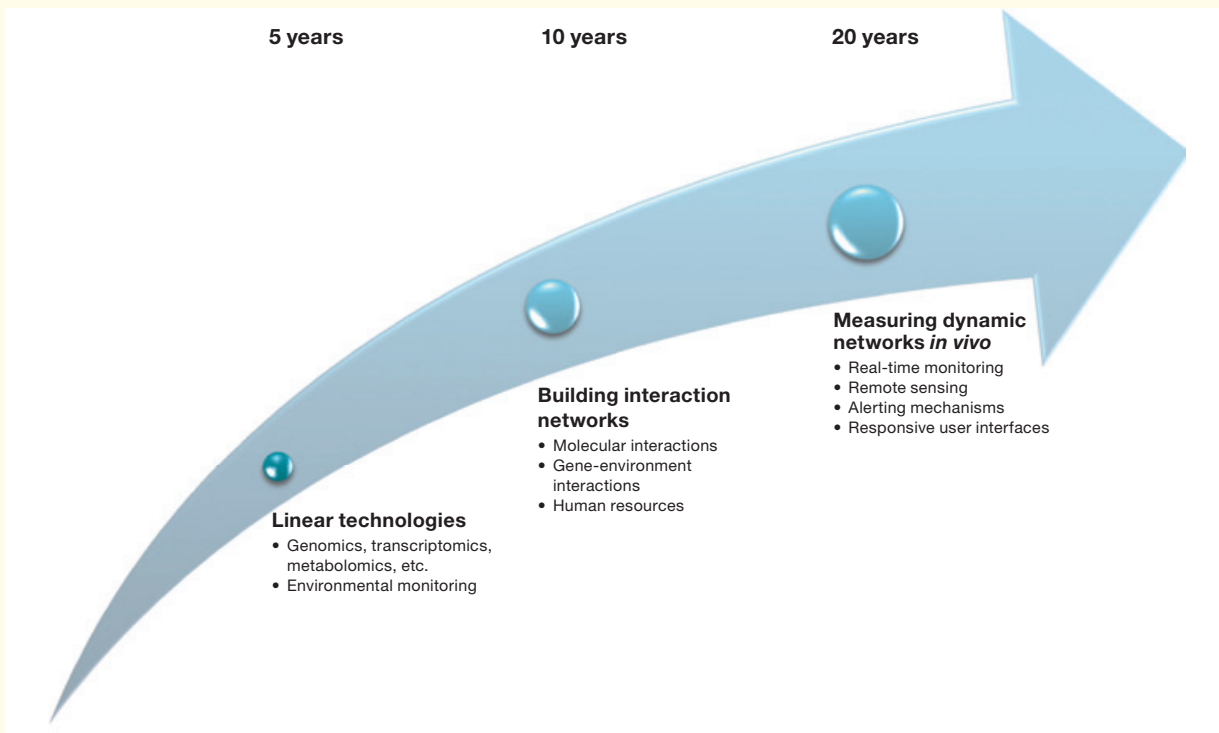 5 years
10 years
20 years
Linear technologies
• Genomics, transcriptomics,
metabolomics, etc.
• Environmental monitoring
Building interaction
networks
• Molecular interactions
• Gene-environment
interactions
• Human resources
Measuring dynamic
networks in vivo
• Real-time monitoring
• Remote sensing
• Alerting mechanisms
• Responsive user interfaces